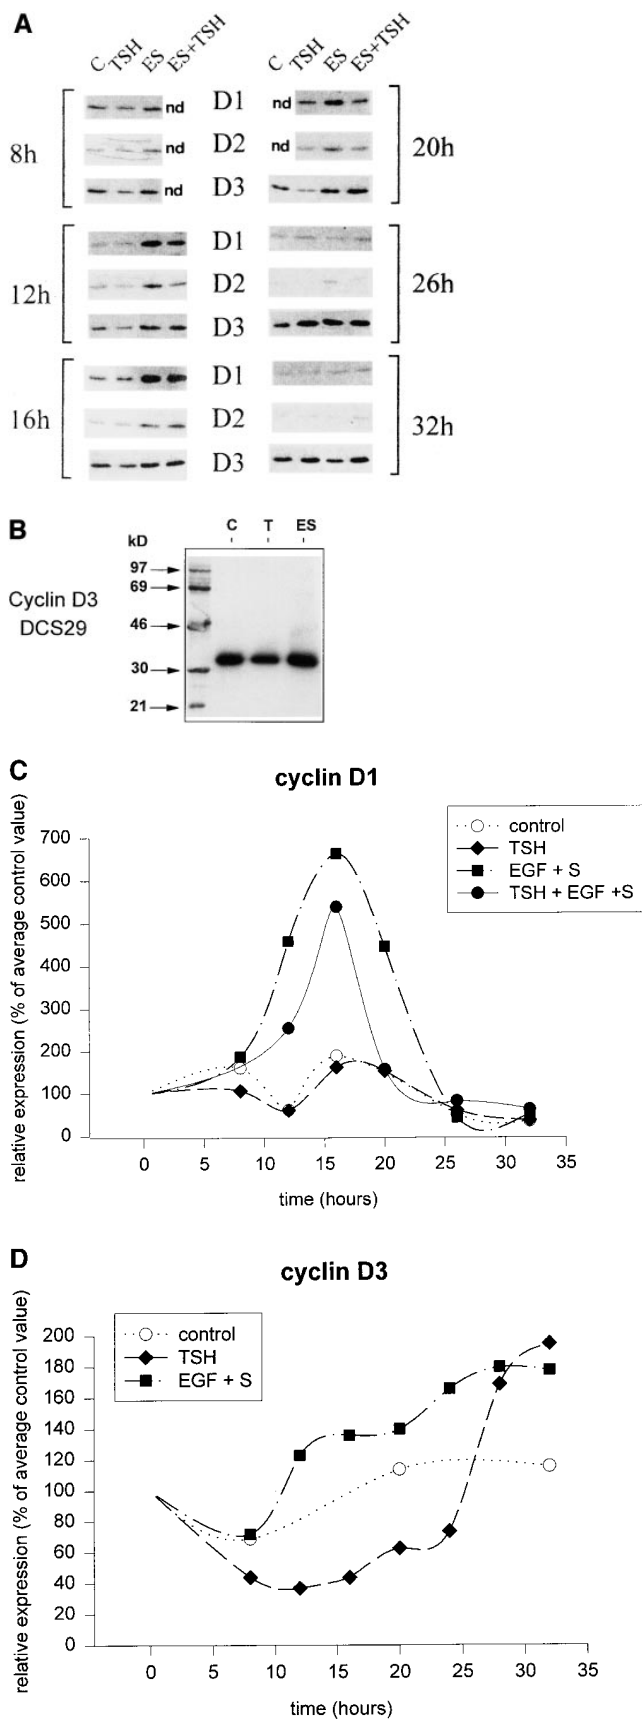 A
C TSH ES ES+TSH C TSH ES ES+TSH
nd D1 nd
8h nd D2 nd 20h
nd D3
D1
12h D2 26h
D3
D1
16h D2 32h
D3
B
C T ES
kD
97
69
Cyclin D3
DCS29
46
30
21
C
cyclin D1
relative expression (% of average control value)
700
600
500
400
300
200
100
0
control
TSH
EGF + S
TSH + EGF +S
0 5 10 15 20 25 30 35
time (hours)
D
cyclin D3
relative expression (% of average control value)
200
180
160
140
120
100
80
60
40
20
0
control
TSH
EGF + S
0 5 10 15 20 25 30 35
time (hours)